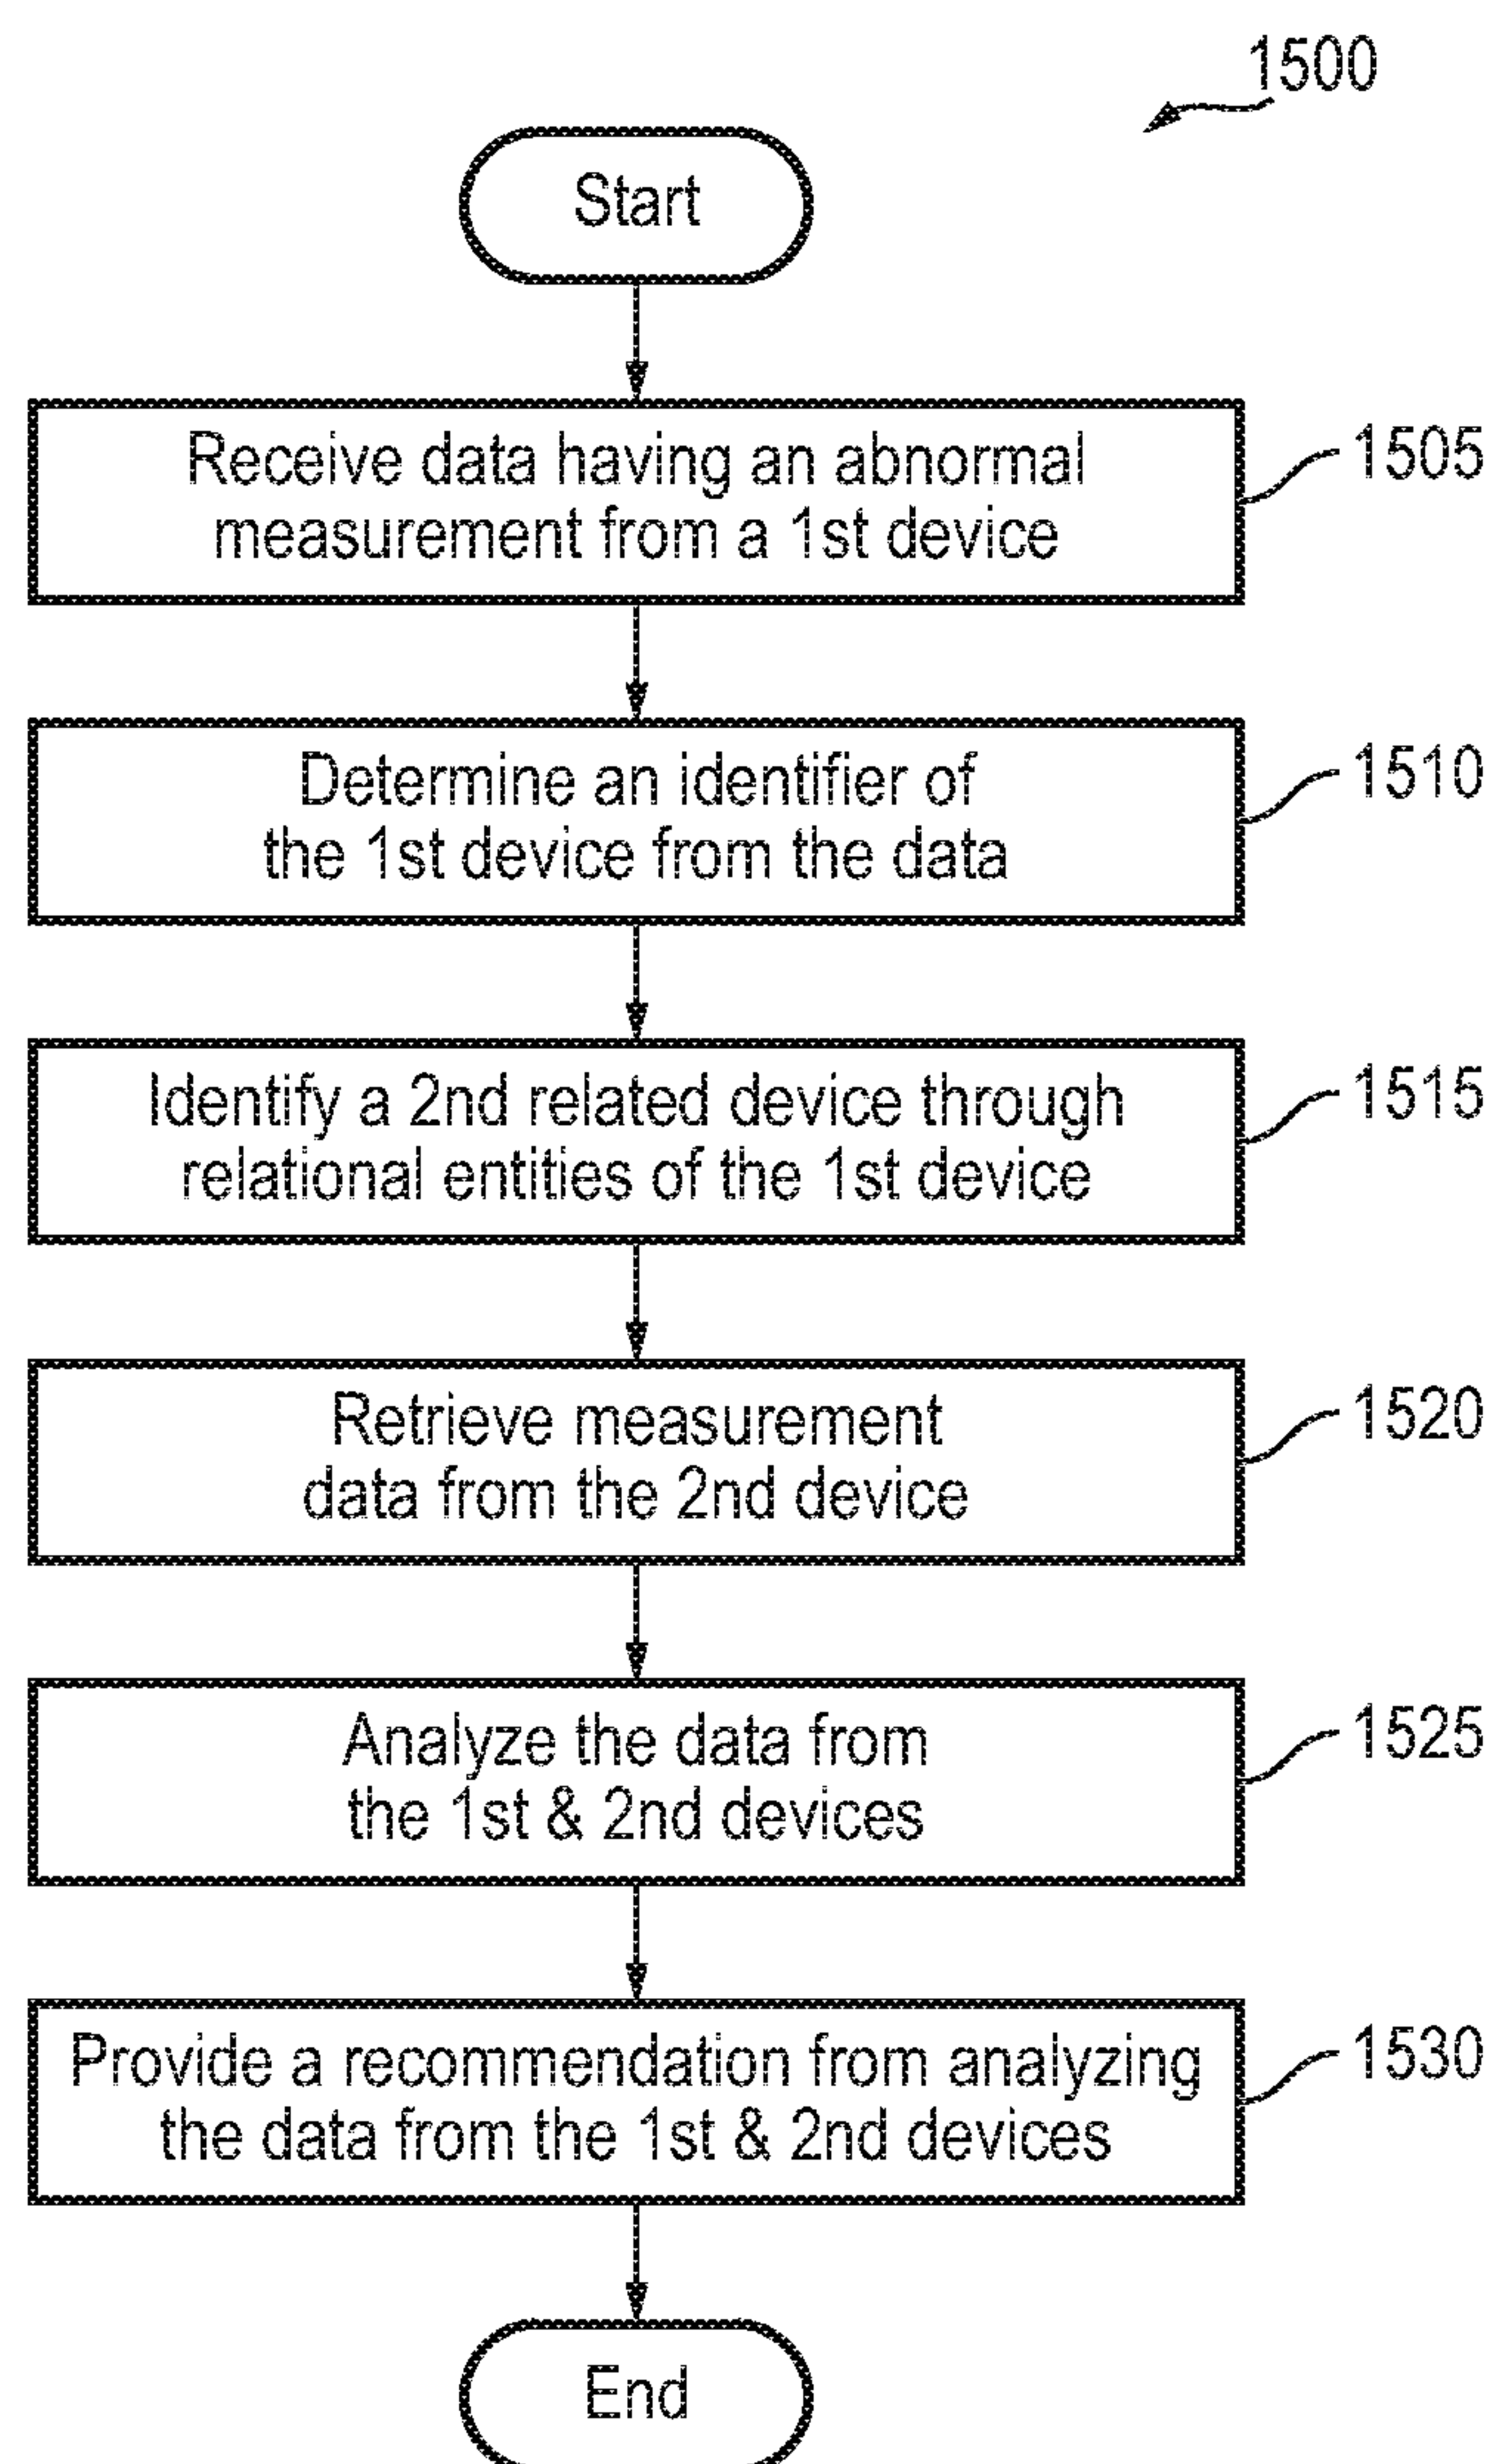 1500
Start
Receive data having an abnormal
measurement from a 1st device
1505
Determine an identifier of
the 1st device from the data
1510
Identify a 2nd related device through
relational entities of the 1st device
1515
Retrieve measurement
data from the 2nd device
1520
Analyze the data from
the 1st & 2nd devices
1525
Provide a recommendation from analyzing
the data from the 1st & 2nd devices
1530
End